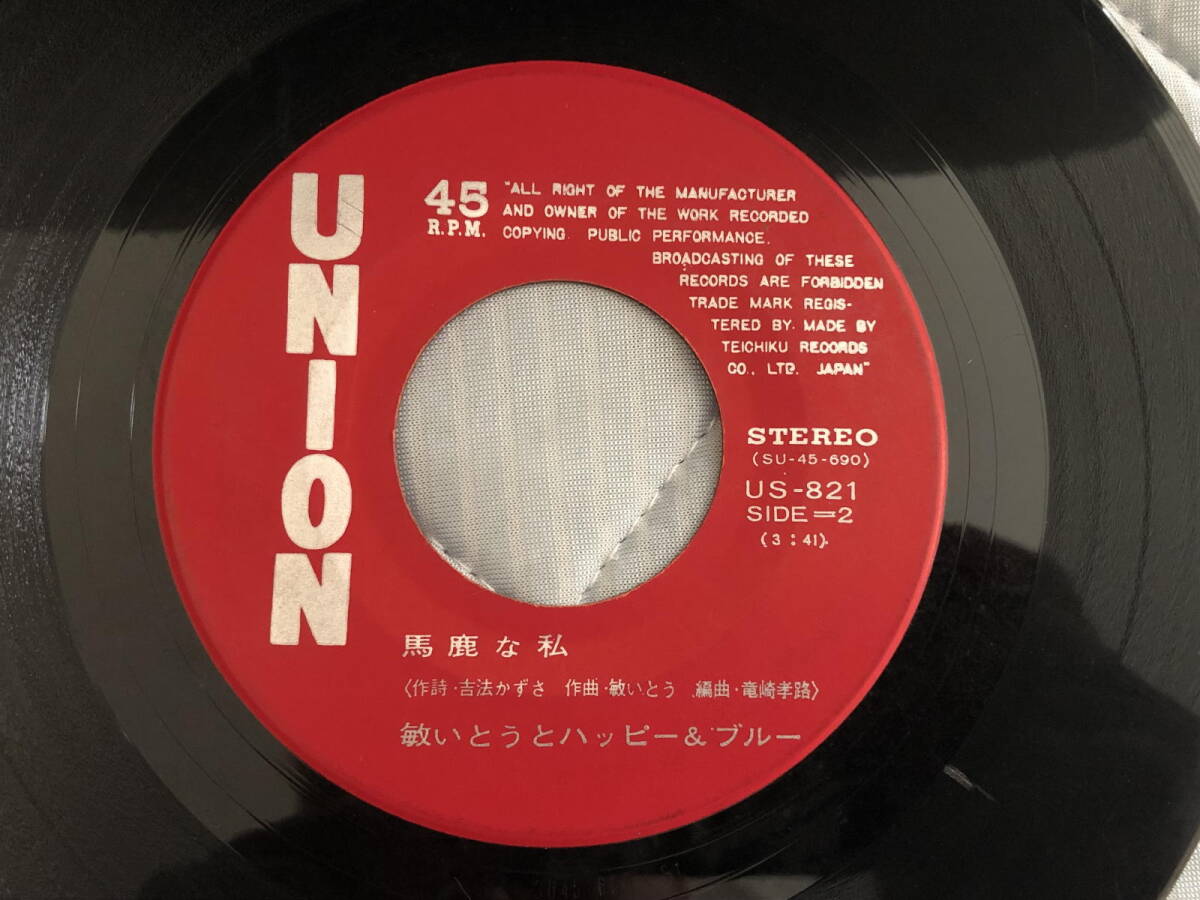 UNION
45
R.P.M.
"ALL RIGHT OF THE MANUFACTURER
AND OWNER OF THE WORK RECORDED
COPYING. PUBLIC PERFORMANCE.
BROADCASTING OF THESE
RECORDS ARE FORBIDDEN
TRADE MARK REGIS-
TERED BY. MADE BY
TEICHIKU RECORDS
CO., LTD. JAPAN"
STEREO
(SU-45-690)
US-821
SIDE=2
(3:41)
馬鹿な私
〈作詩・吉法かずさ 作曲・敏いとう 編曲・竜崎孝路〉
敏いとうとハッピー&ブルー